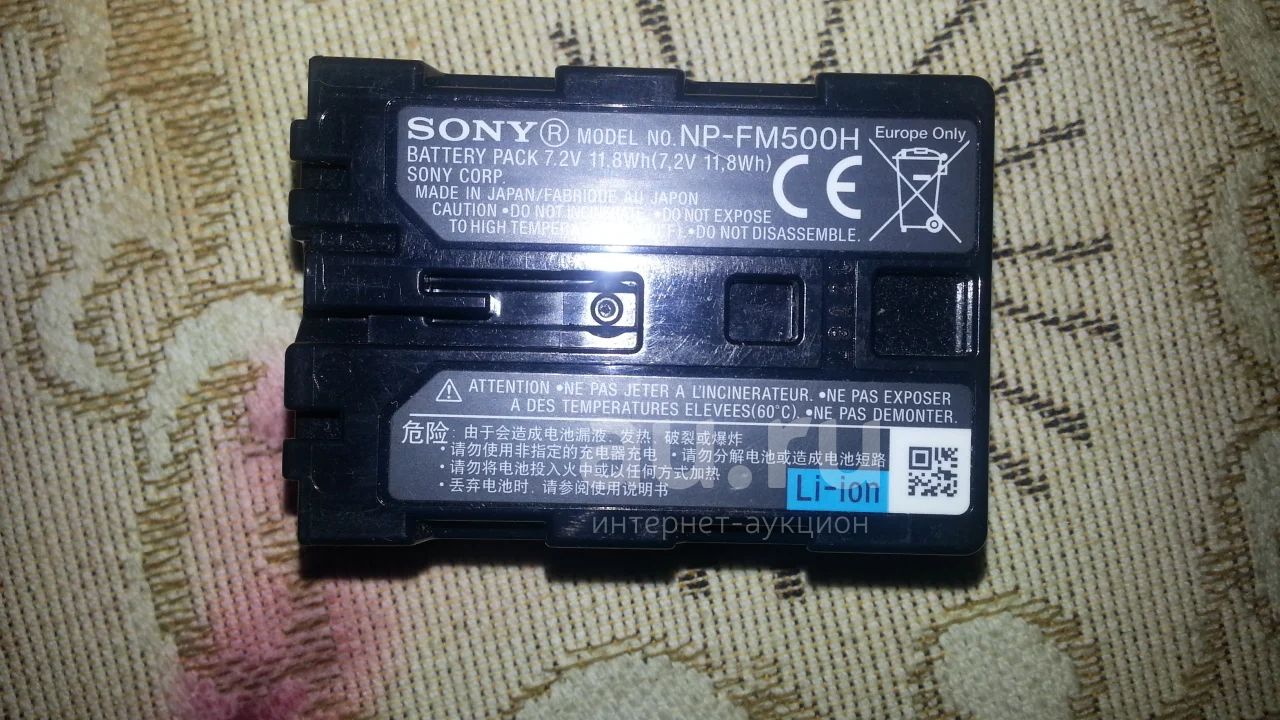 SONY® MODEL NO. NP-FM500H
Europe Only
BATTERY PACK 7.2V 11.8Wh(7,2V 11,8Wh)
SONY CORP.
MADE IN JAPAN/FABRIQUE AU JAPON
CE
CAUTION •DO NOT INCINERATE. •DO NOT EXPOSE
TO HIGH •DO NOT DISASSEMBLE.
ATTENTION •NE PAS JETER A L'INCINERATEUR. •NE PAS EXPOSER
A DES TEMPERATURES ELEVEES(60°C). •NE PAS DEMONTER.
危险: 由于会造成电池漏液、发热、破裂或爆炸
•请勿使用非指定的充电器充电 •请勿分解电池或造成电池短路
•请勿将电池投入火中或以任何方式加热
•丢弃电池时，请参阅使用说明书
Li-ion
au.ru
интернет-аукцион